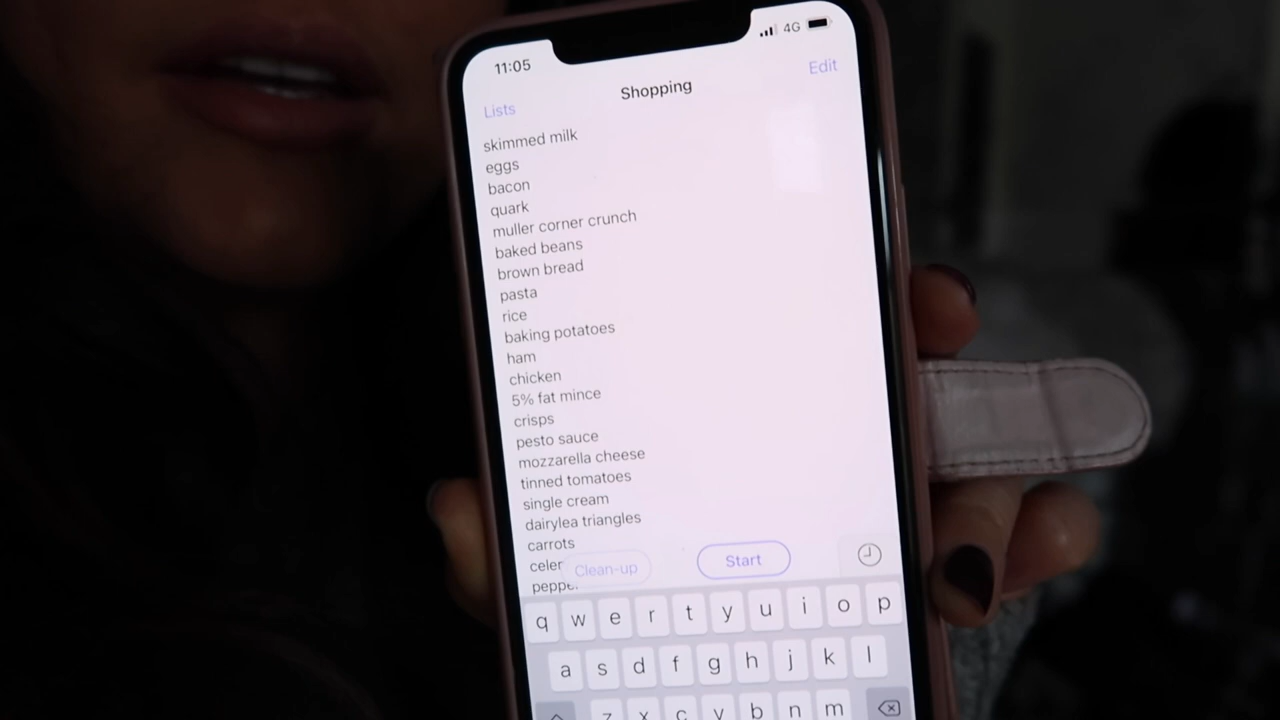 11:05
4G
Lists
Shopping
Edit
skimmed milk
eggs
bacon
quark
muller corner crunch
baked beans
brown bread
pasta
rice
baking potatoes
ham
chicken
5% fat mince
crisps
pesto sauce
mozzarella cheese
tinned tomatoes
single cream
dairylea triangles
carrots
celer
Clean-up
Start
q w e r t y u i o p
a s d f g h j k l
z x c v b n m